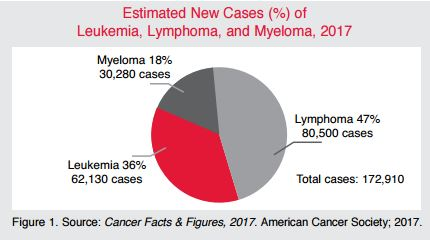 Estimated New Cases (%) of
Leukemia, Lymphoma, and Myeloma, 2017
Myeloma 18%
30,280 cases
Lymphoma 47%
80,500 cases
Leukemia 36%
62,130 cases
Total cases: 172,910
Figure 1. Source: Cancer Facts & Figures, 2017. American Cancer Society; 2017.